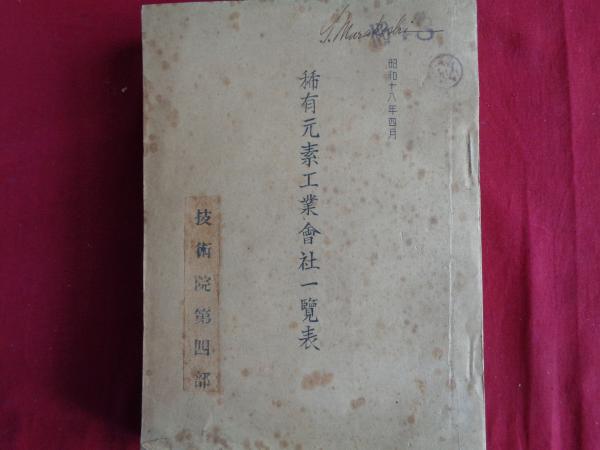 昭和十八年四月
稀有元素工業會社一覽表
技術院第四部